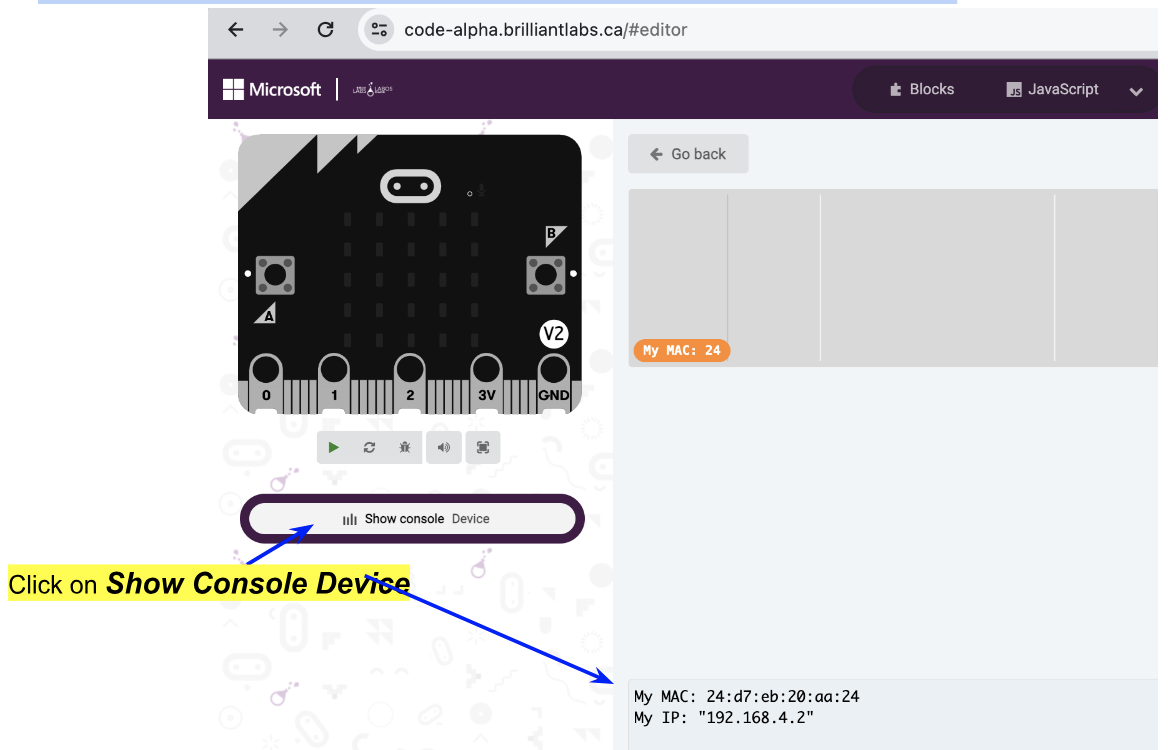 code-alpha.brilliantlabs.ca/#editor
Microsoft
Blocks
JS JavaScript
Go back
B
A
V2
My MAC: 24
0 1 2 3V GND
Show console Device
Click on Show Console Device
My MAC: 24:d7:eb:20:aa:24
My IP: "192.168.4.2"